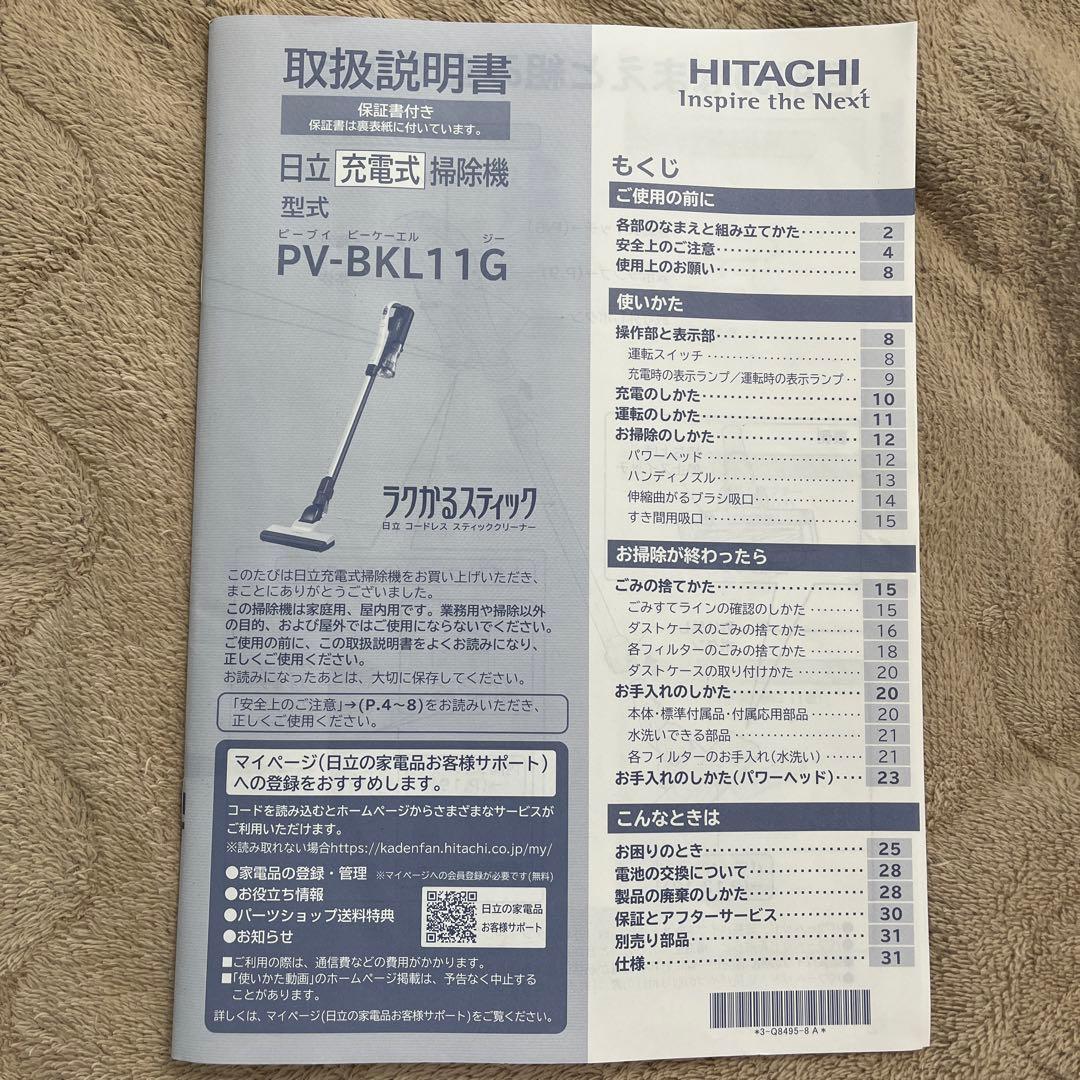 取扱説明書
保証書付き
保証書は裏表紙に付いています。
日立 充電式 掃除機
型式
ピーブイ ビーケーエル ジー
PV-BKL11G
ラクかるスティック
日立 コードレス スティッククリーナー
このたびは日立充電式掃除機をお買い上げいただき、
まことにありがとうございました。
この掃除機は家庭用、屋内用です。業務用や掃除以外
の目的、および屋外ではご使用にならないでください。
ご使用の前に、この取扱説明書をよくお読みになり、
正しくご使用ください。
お読みになったあとは、大切に保存してください。
「安全上のご注意」→(P.4〜8)をお読みいただき、
正しくご使用ください。
マイページ(日立の家電品お客様サポート)
への登録をおすすめします。
コードを読み込むとホームページからさまざまなサービスが
ご利用いただけます。
※読み取れない場合https://kadenfan.hitachi.co.jp/my/
●家電品の登録・管理 ※マイページへの会員登録が必要です(無料)
●お役立ち情報
●パーツショップ送料特典
●お知らせ
日立の家電品
お客様サポート
■ご利用の際は、通信費などの費用がかかります。
■「使いかた動画」のホームページ掲載は、予告なく中止する
ことがあります。
詳しくは、マイページ(日立の家電品お客様サポート)をご覧ください。
HITACHI
Inspire the Next
もくじ
ご使用の前に
各部のなまえと組み立てかた‥‥‥‥ 2
安全上のご注意‥‥‥‥‥‥‥‥‥ 4
使用上のお願い‥‥‥‥‥‥‥‥‥ 8
使いかた
操作部と表示部‥‥‥‥‥‥‥‥‥ 8
運転スイッチ‥‥‥‥‥‥‥‥‥ 8
充電時の表示ランプ／運転時の表示ランプ‥ 9
充電のしかた‥‥‥‥‥‥‥‥‥ 10
運転のしかた‥‥‥‥‥‥‥‥‥ 11
お掃除のしかた‥‥‥‥‥‥‥‥ 12
パワーヘッド‥‥‥‥‥‥‥‥ 12
ハンディノズル‥‥‥‥‥‥‥ 13
伸縮曲がるブラシ吸口‥‥‥‥‥ 14
すき間用吸口‥‥‥‥‥‥‥‥ 15
お掃除が終わったら
ごみの捨てかた‥‥‥‥‥‥‥‥ 15
ごみすてラインの確認のしかた‥‥‥ 15
ダストケースのごみの捨てかた‥‥‥ 16
各フィルターのごみの捨てかた‥‥‥ 18
ダストケースの取り付けかた‥‥‥‥ 20
お手入れのしかた‥‥‥‥‥‥‥ 20
本体・標準付属品・付属応用部品‥‥‥ 20
水洗いできる部品‥‥‥‥‥‥‥ 21
各フィルターのお手入れ(水洗い)‥‥ 21
お手入れのしかた(パワーヘッド)‥‥ 23
こんなときは
お困りのとき‥‥‥‥‥‥‥‥‥ 25
電池の交換について‥‥‥‥‥‥‥ 28
製品の廃棄のしかた‥‥‥‥‥‥‥ 28
保証とアフターサービス‥‥‥‥‥‥ 30
別売り部品‥‥‥‥‥‥‥‥‥‥ 31
仕様‥‥‥‥‥‥‥‥‥‥‥‥‥ 31
*3-Q8495-8 A*